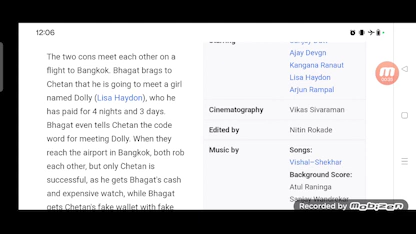 12:06
The two cons meet each other on a
flight to Bangkok. Bhagat brags to
Chetan that he is going to meet a girl
named Dolly (Lisa Haydon), who he
has paid for 4 nights and 3 days.
Bhagat even tells Chetan the code
word for meeting Dolly. When they
reach the airport in Bangkok, both rob
each other, but only Chetan is
successful, as he gets Bhagat's cash
and expensive watch, while Bhagat
gets Chetan's fake wallet with fake
Ajay Devgn
Kangana Ranaut
Lisa Haydon
Arjun Rampal
Cinematography Vikas Sivaraman
Edited by Nitin Rokade
Music by Songs:
Vishal–Shekhar
Background Score:
Atul Raninga
Recorded by Mobizen